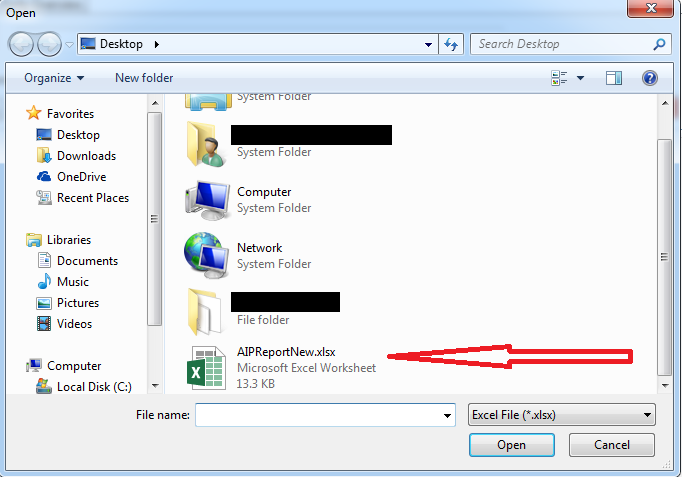 Open
Desktop
Search Desktop
Organize
New folder
Favorites
Desktop
Downloads
OneDrive
Recent Places
Libraries
Documents
Music
Pictures
Videos
Computer
Local Disk (C:)
System Folder
System Folder
Computer
System Folder
Network
System Folder
File folder
AIPReportNew.xlsx
Microsoft Excel Worksheet
13.3 KB
File name:
Excel File (*.xlsx)
Open
Cancel